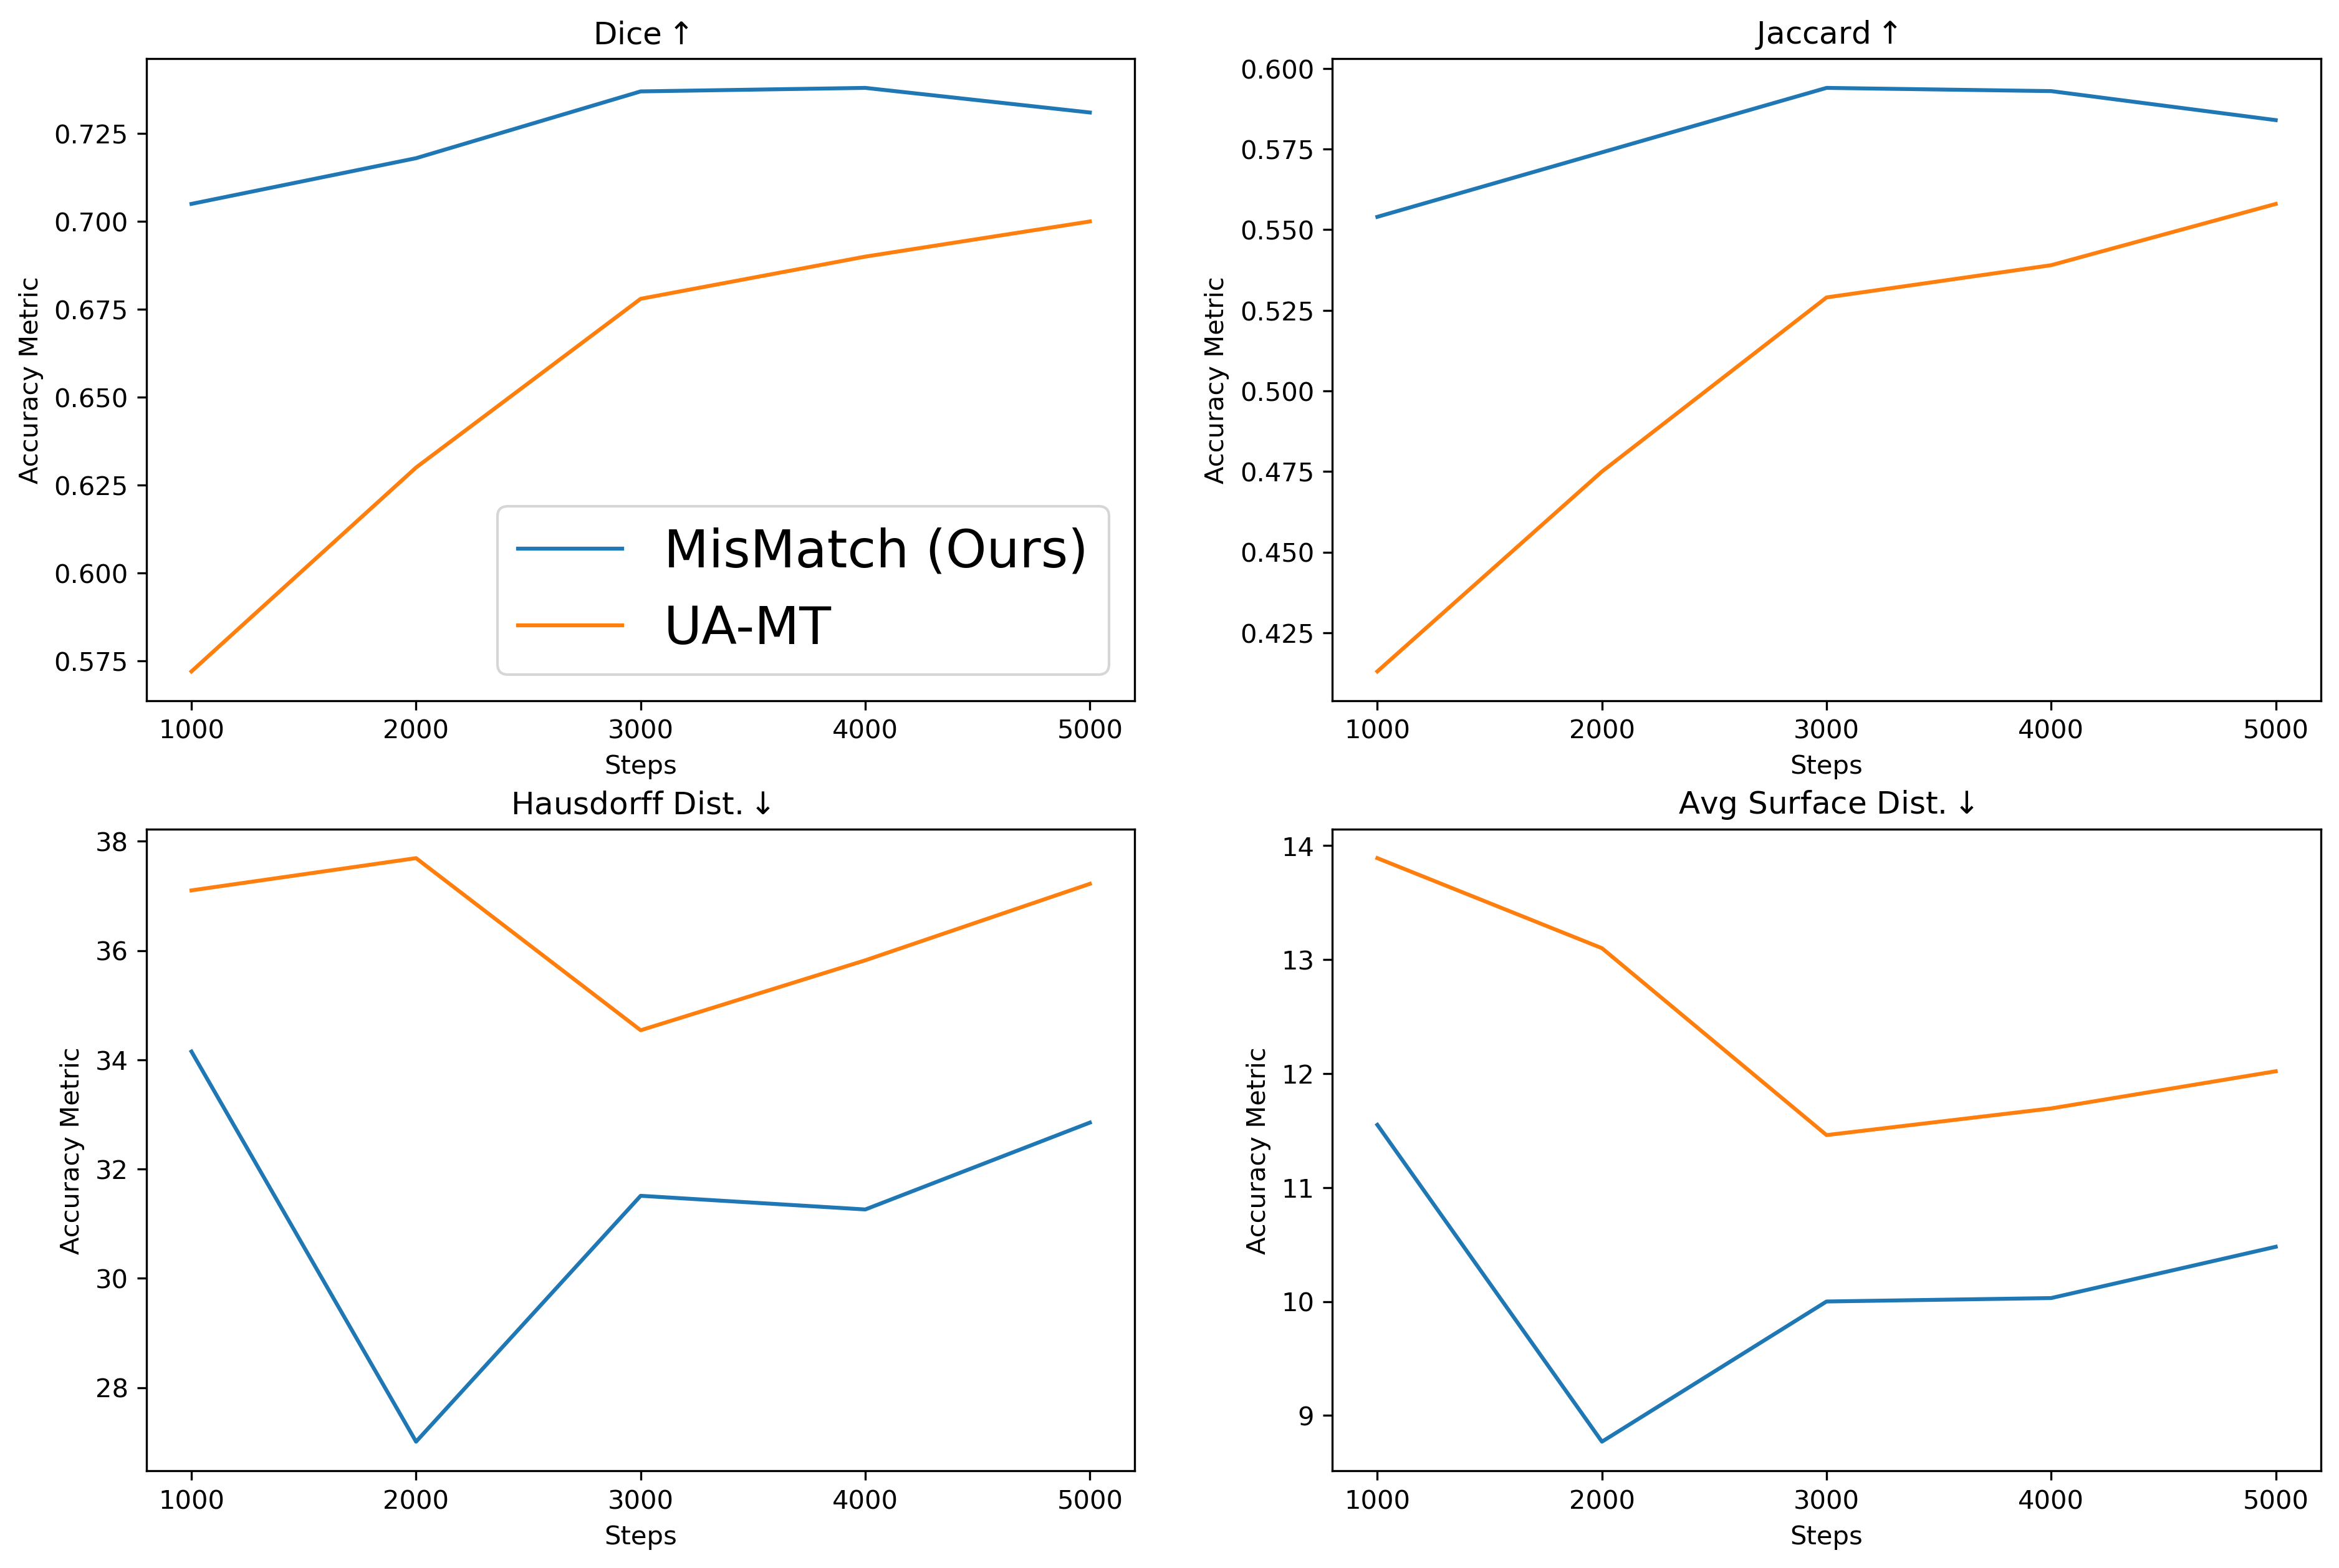 Dice ↑
Accuracy Metric
0.725
0.700
0.675
0.650
0.625
0.600
0.575
MisMatch (Ours)
UA-MT
1000 2000 3000 4000 5000
Steps
Jaccard ↑
Accuracy Metric
0.600
0.575
0.550
0.525
0.500
0.475
0.450
0.425
1000 2000 3000 4000 5000
Steps
Hausdorff Dist. ↓
Accuracy Metric
38
36
34
32
30
28
1000 2000 3000 4000 5000
Steps
Avg Surface Dist. ↓
Accuracy Metric
14
13
12
11
10
9
1000 2000 3000 4000 5000
Steps